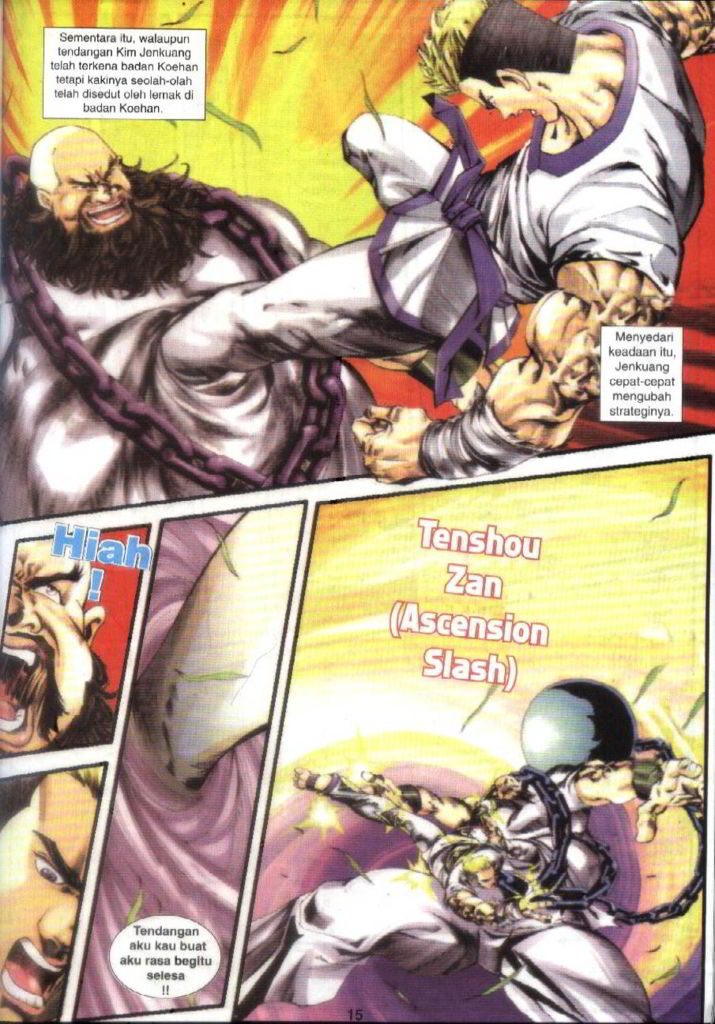 Sementara itu, walaupun
tendangan Kim Jenkuang
telah terkena badan Koehan
tetapi kakinya seolah-olah
telah disedut oleh lemak di
badan Koehan.
Menyedari
keadaan itu,
Jenkuang
cepat-cepat
mengubah
strateginya.
Hiah
!
Tenshou
Zan
(Ascension
Slash)
Tendangan
aku kau buat
aku rasa begitu
selesa
!!
15